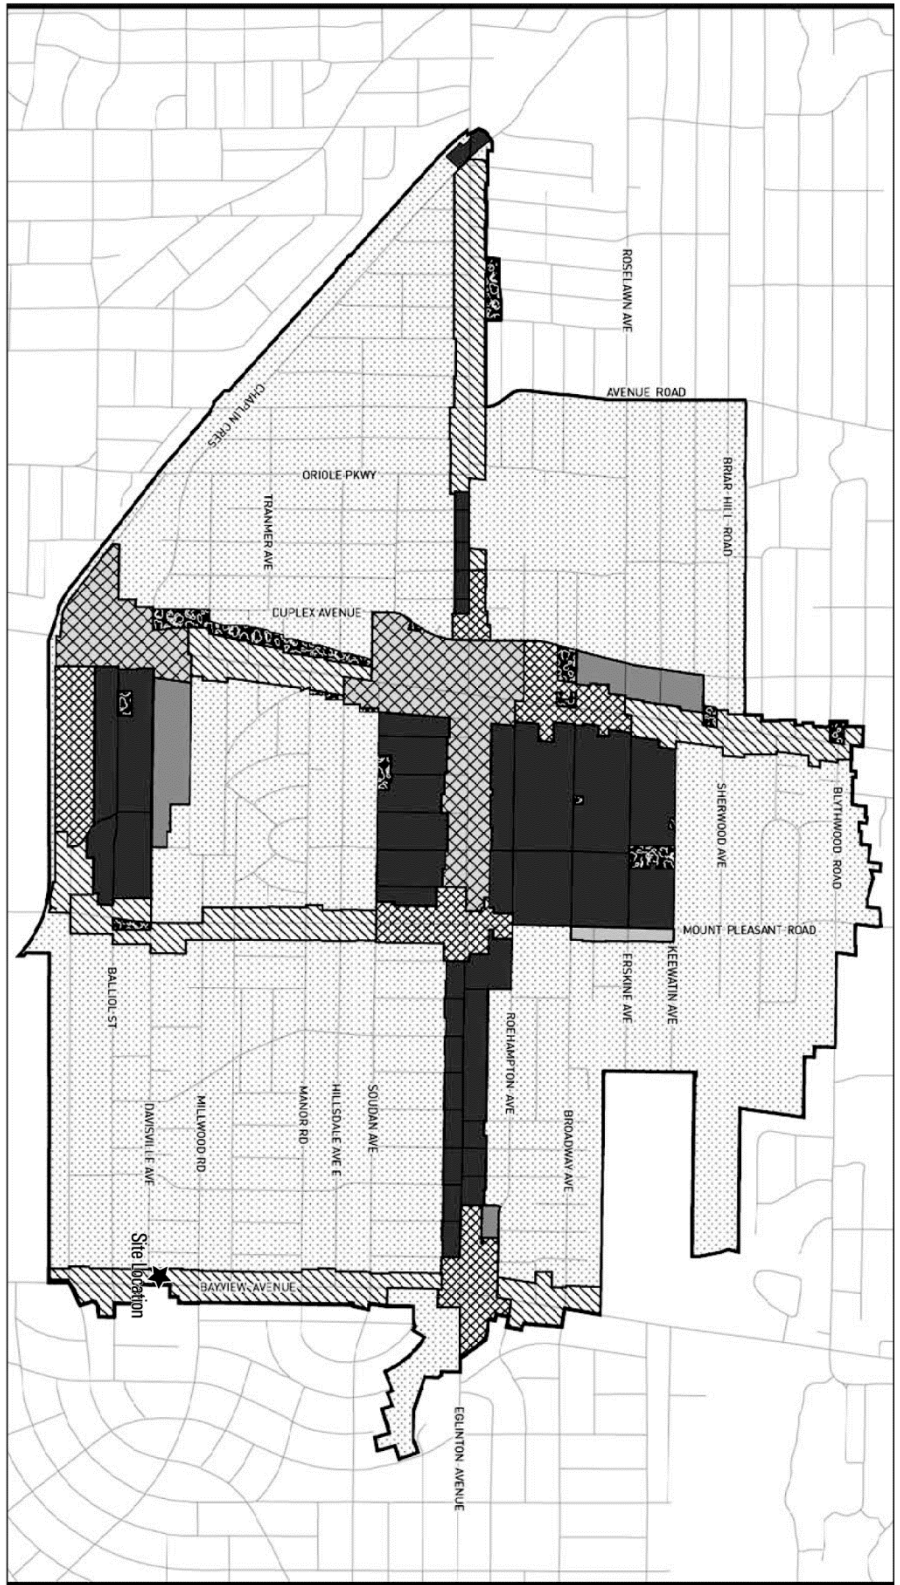 ROSELAWN AVE
AVENUE ROAD
CHAPLIN CRES
ORIOLE PKWY
BRIAR HILL ROAD
TRANMER AVE
DUPLEX AVENUE
SHERWOOD AVE
BLYTHWOOD ROAD
MOUNT PLEASANT ROAD
KEEWATIN AVE
ERSKINE AVE
BALLIOL ST
ROEHAMPTON AVE
SOUDAN AVE
HILLSDALE AVE E
MANOR RD
MILLWOOD RD
DAVISVILLE AVE
BROADWAY AVE
Site Location
BAYVIEW AVENUE
EGLINTON AVENUE